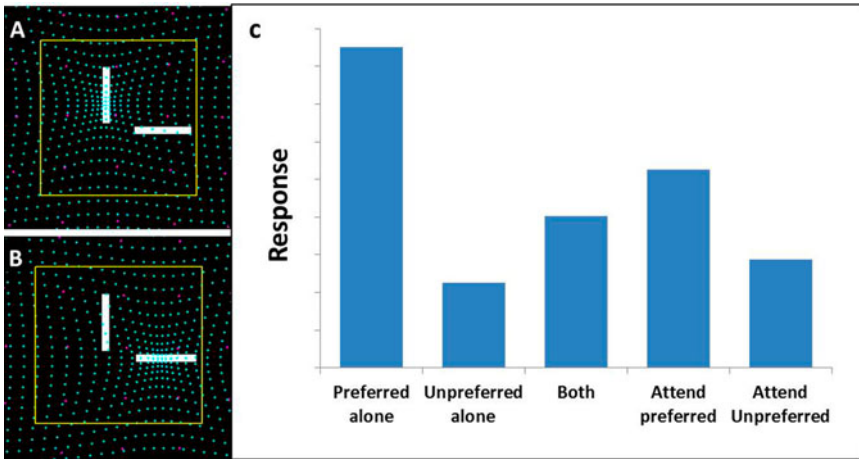 A
B
c
Response
Preferred alone
Unpreferred alone
Both
Attend preferred
Attend Unpreferred